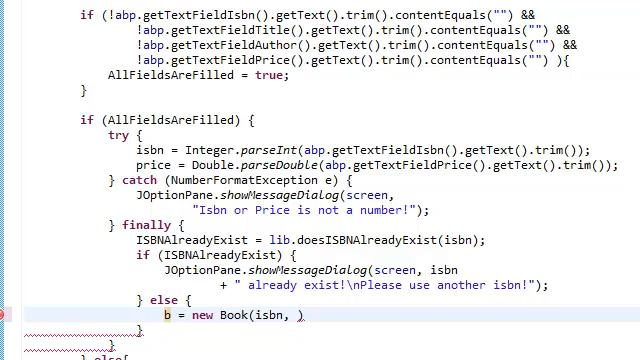 if (!abp.getTextFieldIsbn().getText().trim().contentEquals("") &&
!abp.getTextFieldTitle().getText().trim().contentEquals("") &&
!abp.getTextFieldAuthor().getText().trim().contentEquals("") &&
!abp.getTextFieldPrice().getText().trim().contentEquals("") ){
AllFieldsAreFilled = true;
}
if (AllFieldsAreFilled) {
try {
isbn = Integer.parseInt(abp.getTextFieldIsbn().getText().trim());
price = Double.parseDouble(abp.getTextFieldPrice().getText().trim());
} catch (NumberFormatException e) {
JOptionPane.showMessageDialog(screen,
"Isbn or Price is not a number!");
} finally {
ISBNAlreadyExist = lib.doesISBNAlreadyExist(isbn);
if (ISBNAlreadyExist) {
JOptionPane.showMessageDialog(screen, isbn
+ " already exist!\nPlease use another isbn!");
} else {
b = new Book(isbn, )
}
}
} else{